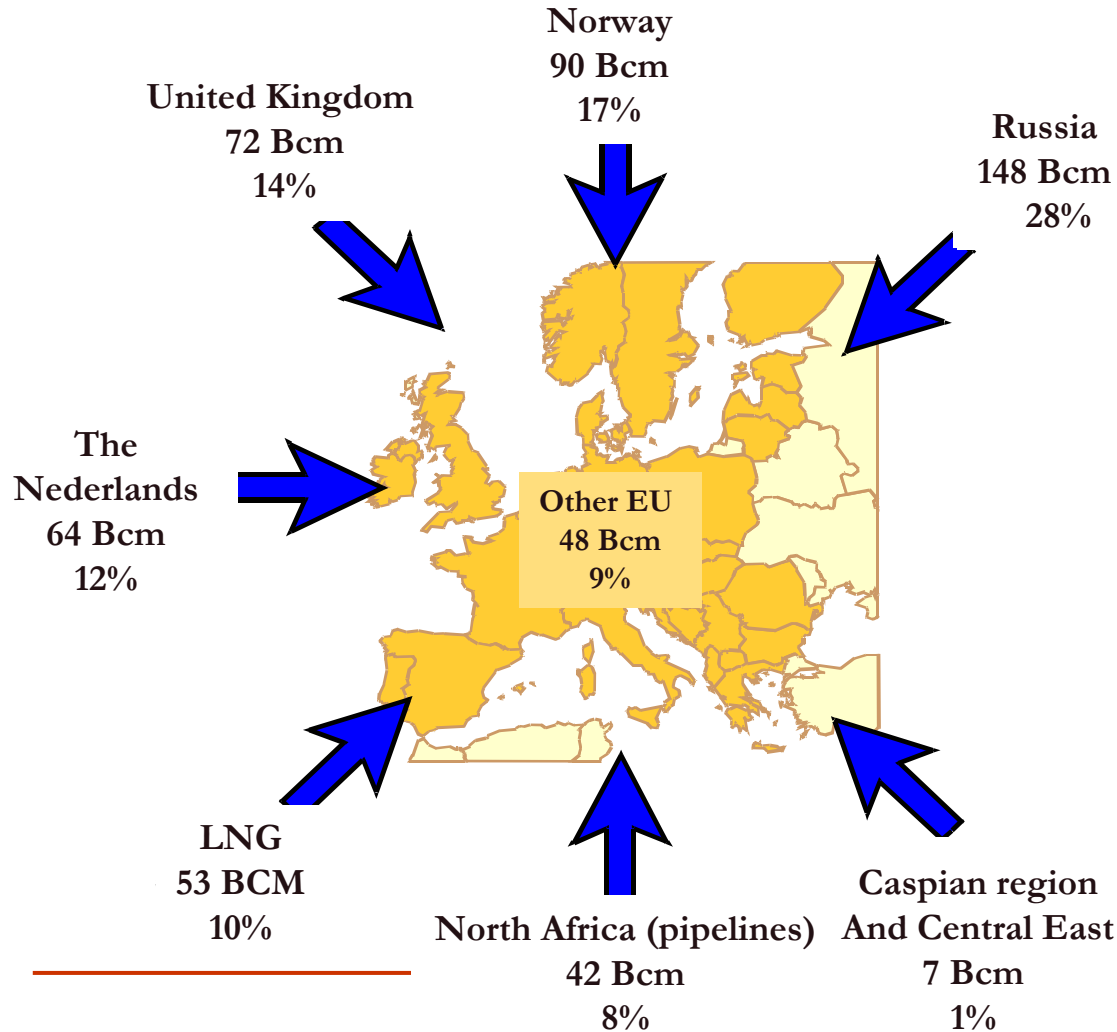 Norway
90 Bcm
17%
United Kingdom
72 Bcm
14%
Russia
148 Bcm
28%
The
Nederlands
64 Bcm
12%
Other EU
48 Bcm
9%
LNG
53 BCM
10%
North Africa (pipelines)
42 Bcm
8%
Caspian region
And Central East
7 Bcm
1%